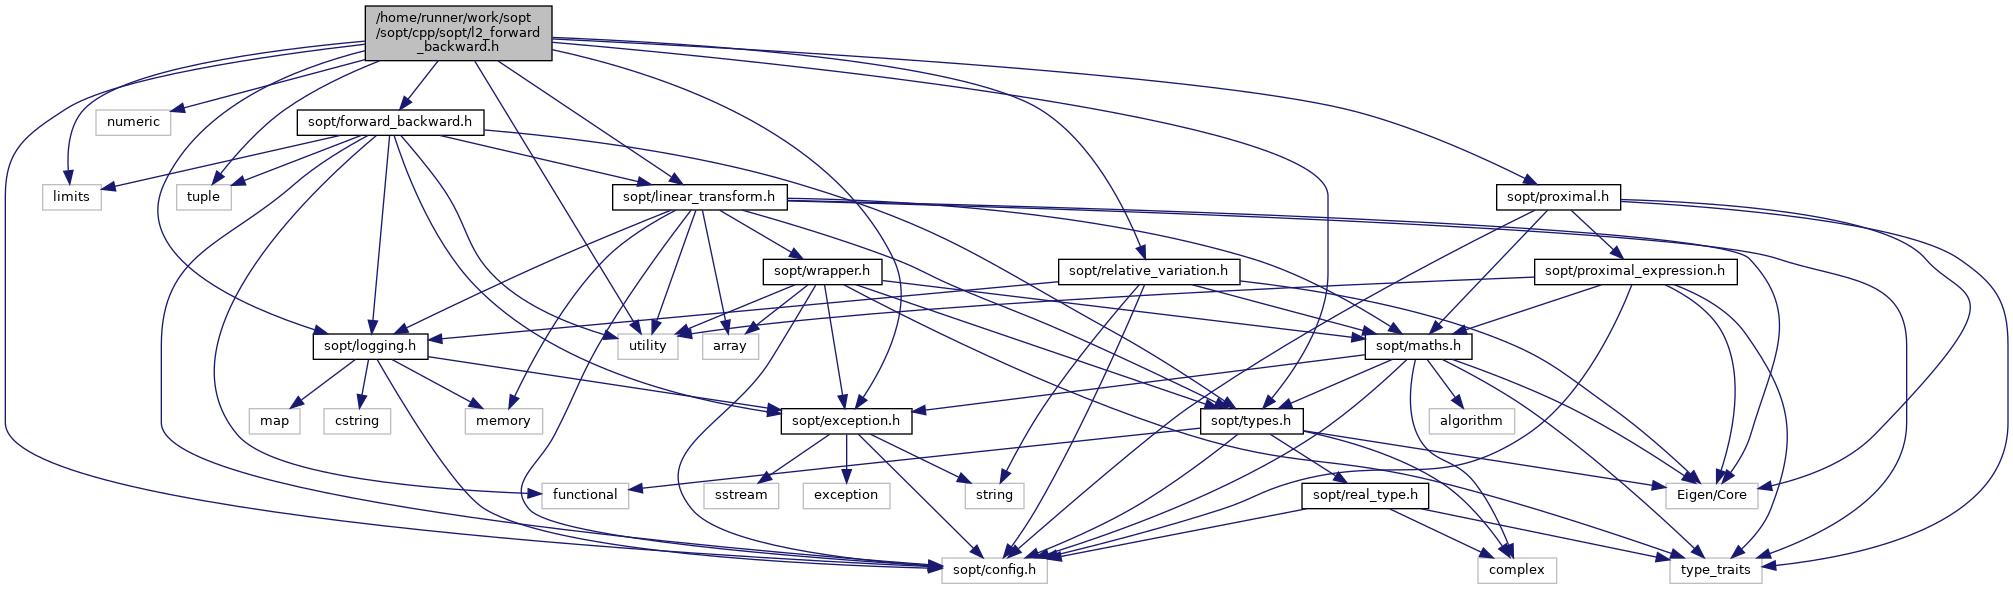 /home/runner/work/sopt
/sopt/cpp/sopt/l2_forward
_backward.h
numeric
sopt/forward_backward.h
limits
tuple
sopt/linear_transform.h
sopt/proximal.h
sopt/wrapper.h
sopt/relative_variation.h
sopt/proximal_expression.h
sopt/logging.h
utility
array
sopt/maths.h
map
cstring
memory
sopt/exception.h
sopt/types.h
algorithm
functional
sstream
exception
string
sopt/real_type.h
Eigen/Core
sopt/config.h
complex
type_traits